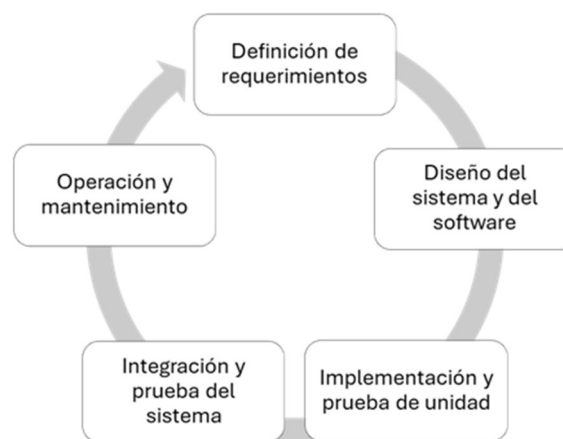 Definición de
requerimientos
Diseño del
sistema y del
software
Implementación y
prueba de unidad
Integración y
prueba del
sistema
Operación y
mantenimiento